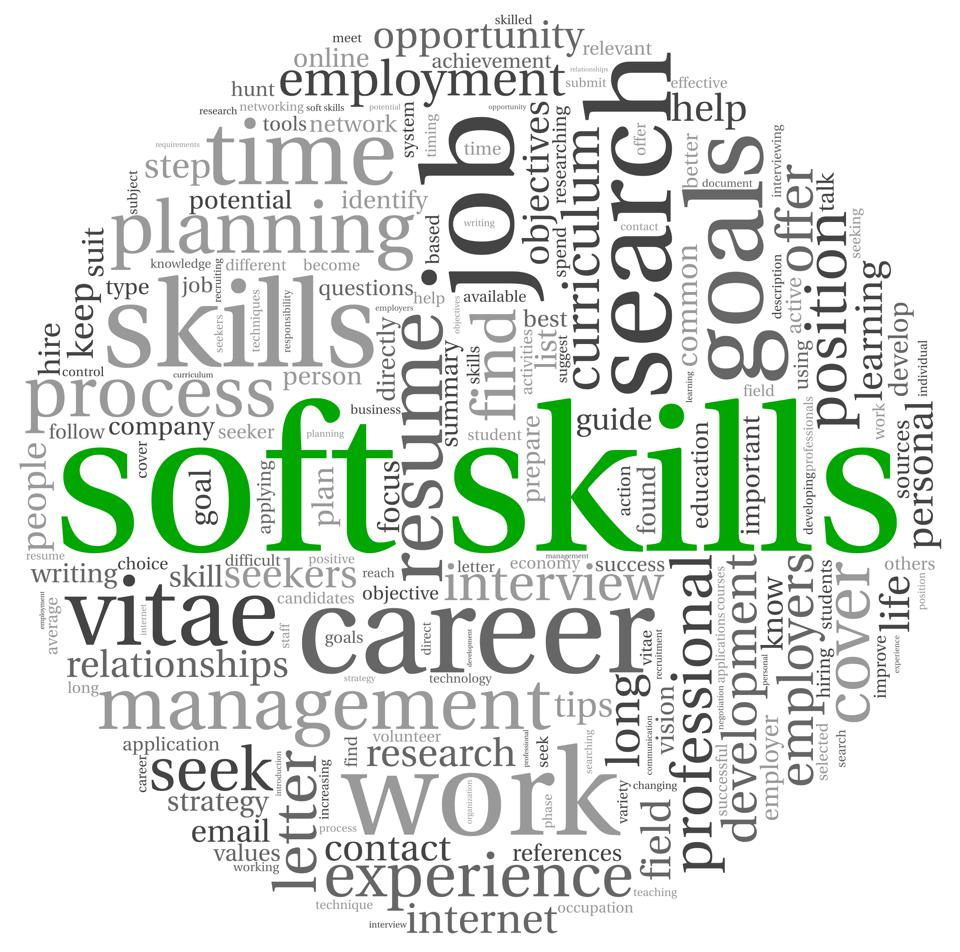 skilled
meet
opportunity
online
achievement
relevant
hunt
employment
relationships
submit
effective
research
networking
soft skills
potential
opportunity
help
tools
network
system
timing
time
objectives
researching
offer
search
better
goals
document
interviewing
requirements
step
time
job
writing
curriculum
contact
subject
potential
identify
based
spend
common
description
offer
talk
seeking
suit
planning
knowledge
different
become
type
job
recruiting
questions
help
available
active
position
learning
keep
skills
seekers
techniques
responsibility
employers
objectives
best
list
suggest
activities
find
using
develop
individual
hire
control
curriculum
person
directly
resume
summary
skills
learning
field
process
business
guide
work
follow
company
seeker
planning
student
professionals
sources
personal
people
soft skills
cover
goal
applying
plan
focus
prepare
action
found
education
important
developing
resume
choice
difficult
positive
letter
economy
management
success
others
writing
skill
seekers
reach
interview
employment
average
vitae
internet
candidates
objective
professional
courses
applications
negotiation
development
know
employers
students
cover
life
position
staff
goals
career
direct
development
vitae
recruitment
personal
hiring
improve
experience
relationships
strategy
technology
long
management
tips
long
vision
communication
employer
selected
search
application
volunteer
career
seek
introduction
find
research
professional
seek
searching
successful
strategy
letter
increasing
work
organization
phase
variety
changing
email
process
field
values
contact
references
working
experience
teaching
technique
occupation
interview
internet